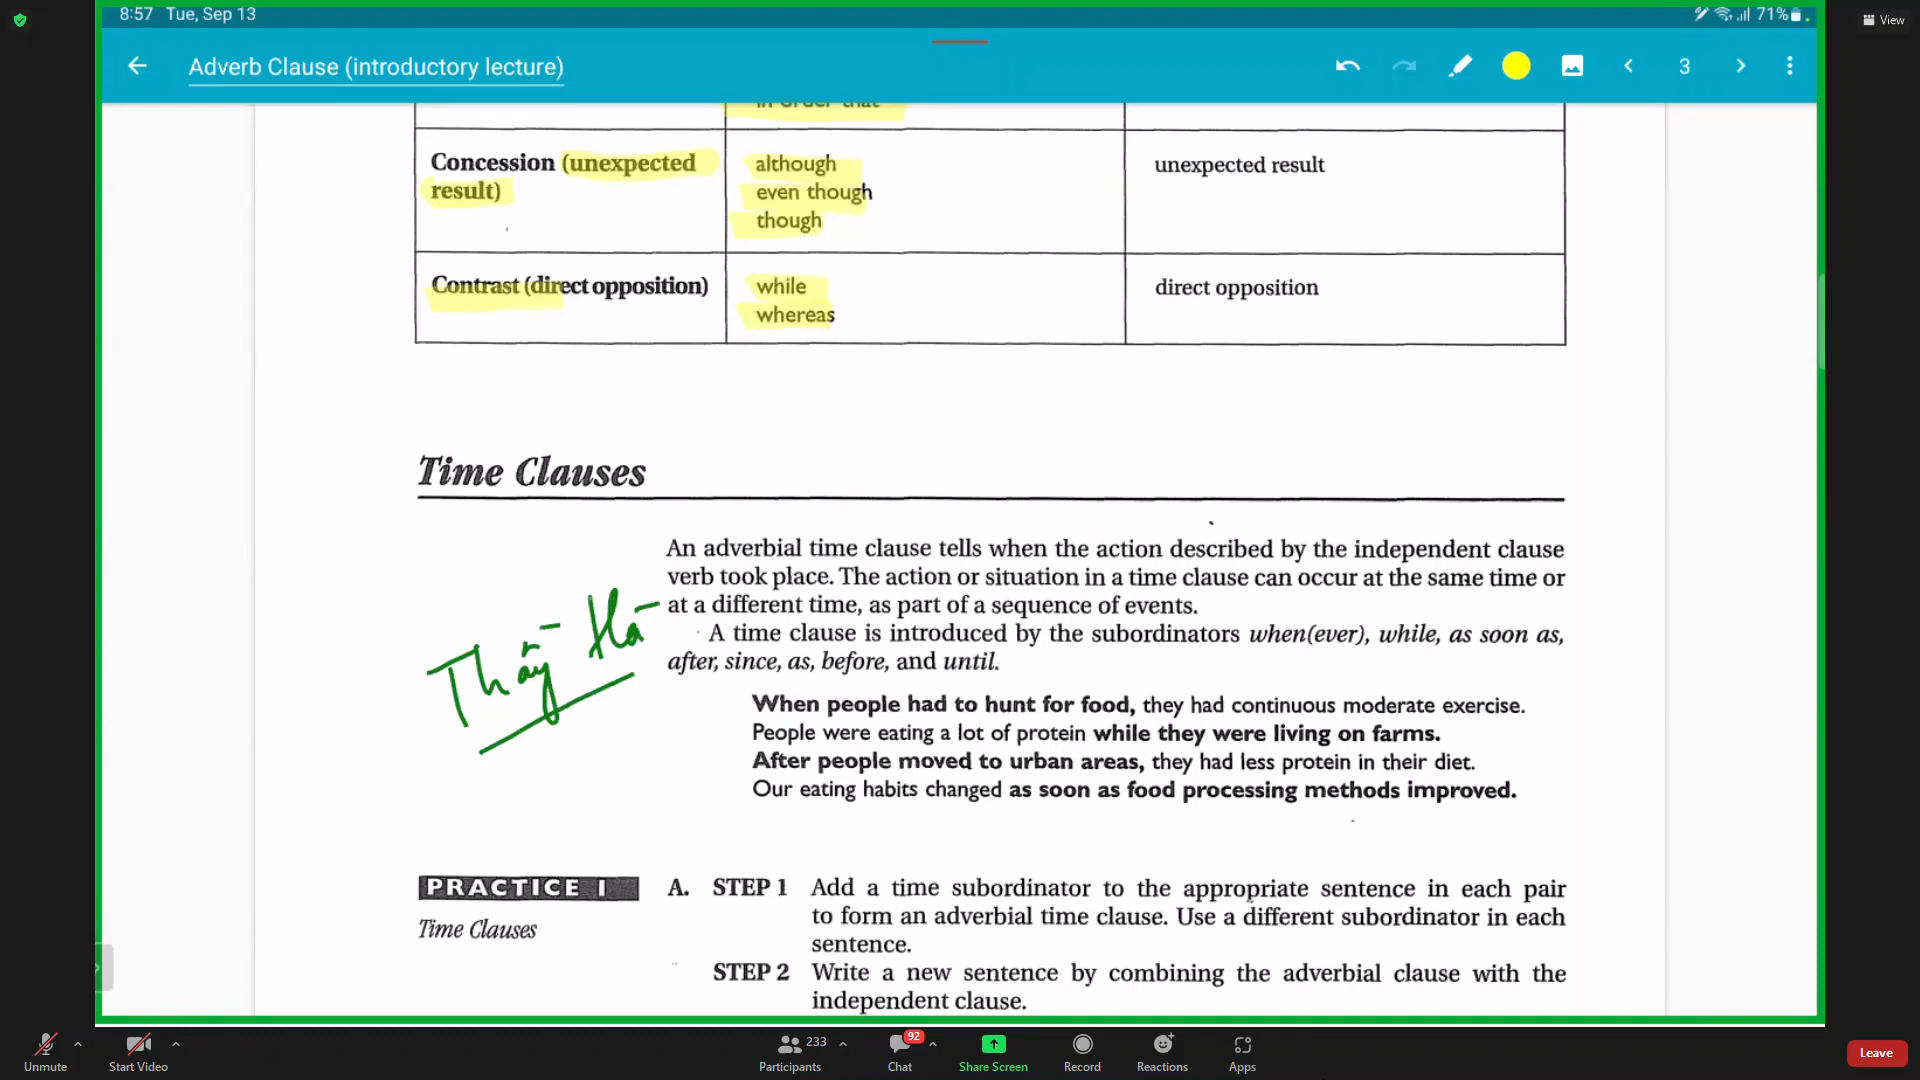 8:57 Tue, Sep 13
71%
View
Adverb Clause (introductory lecture)
3
in order that
Concession (unexpected
result)
although
even though
though
unexpected result
Contrast (direct opposition)
while
whereas
direct opposition
Time Clauses
An adverbial time clause tells when the action described by the independent clause
verb took place. The action or situation in a time clause can occur at the same time or
at a different time, as part of a sequence of events.
A time clause is introduced by the subordinators when(ever), while, as soon as,
after, since, as, before, and until.
When people had to hunt for food, they had continuous moderate exercise.
People were eating a lot of protein while they were living on farms.
After people moved to urban areas, they had less protein in their diet.
Our eating habits changed as soon as food processing methods improved.
PRACTICE 1
Time Clauses
A. STEP 1 Add a time subordinator to the appropriate sentence in each pair
to form an adverbial time clause. Use a different subordinator in each
sentence.
STEP 2 Write a new sentence by combining the adverbial clause with the
independent clause.
Unmute
Start Video
233
Participants
92
Chat
Share Screen
Record
Reactions
Apps
Leave